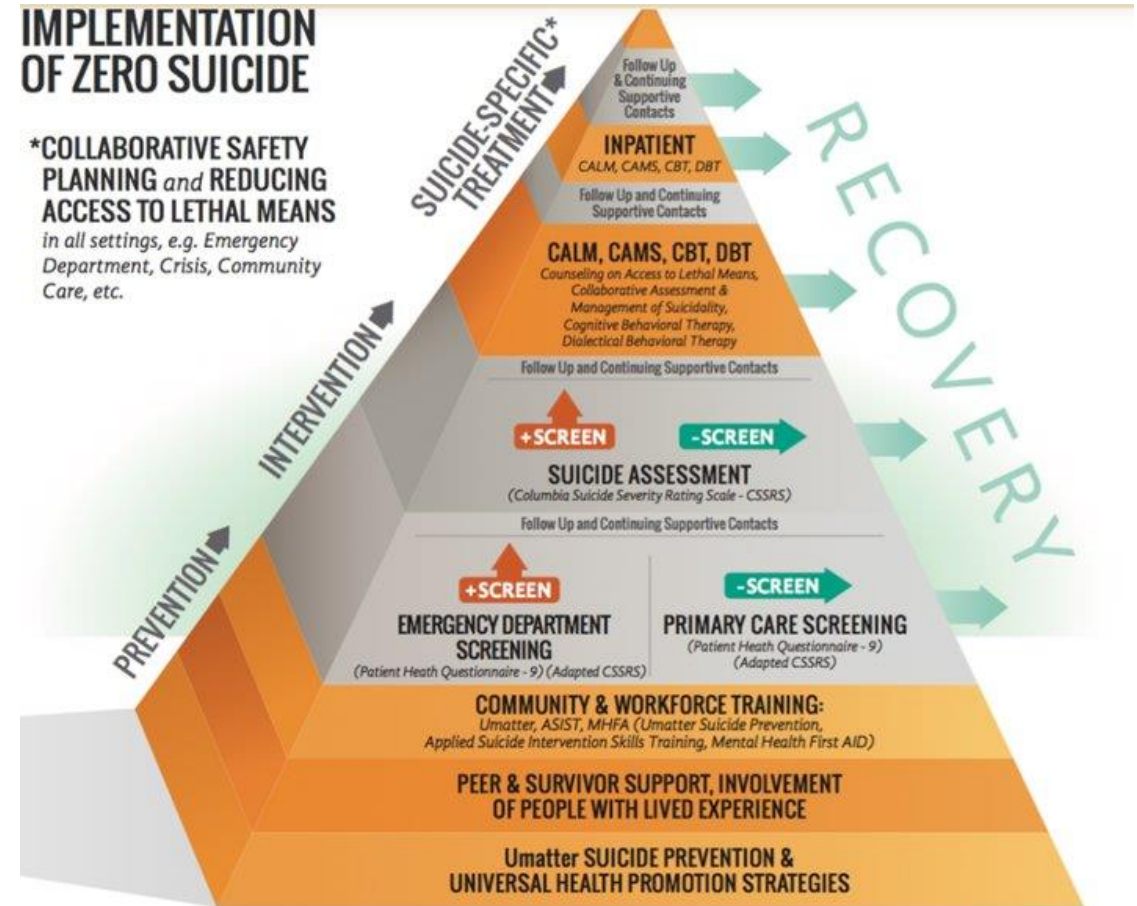 IMPLEMENTATION
OF ZERO SUICIDE
*COLLABORATIVE SAFETY
PLANNING and REDUCING
ACCESS TO LETHAL MEANS
in all settings, e.g. Emergency
Department, Crisis, Community
Care, etc.
PREVENTION
INTERVENTION
SUICIDE-SPECIFIC*
TREATMENT
Follow Up
& Continuing
Supportive
Contacts
INPATIENT
CALM, CAMS, CBT, DBT
Follow Up and Continuing
Supportive Contacts
CALM, CAMS, CBT, DBT
Counseling on Access to Lethal Means,
Collaborative Assessment &
Management of Suicidality,
Cognitive Behavioral Therapy,
Dialectical Behavioral Therapy
Follow Up and Continuing Supportive Contacts
+SCREEN
-SCREEN
SUICIDE ASSESSMENT
(Columbia Suicide Severity Rating Scale - CSSRS)
Follow Up and Continuing Supportive Contacts
+SCREEN
EMERGENCY DEPARTMENT
SCREENING
(Patient Heath Questionnaire - 9) (Adapted CSSRS)
-SCREEN
PRIMARY CARE SCREENING
(Patient Heath Questionnaire - 9)
(Adapted CSSRS)
COMMUNITY & WORKFORCE TRAINING:
Umatter, ASIST, MHFA (Umatter Suicide Prevention,
Applied Suicide Intervention Skills Training, Mental Health First AID)
PEER & SURVIVOR SUPPORT, INVOLVEMENT
OF PEOPLE WITH LIVED EXPERIENCE
Umatter SUICIDE PREVENTION &
UNIVERSAL HEALTH PROMOTION STRATEGIES
RECOVERY